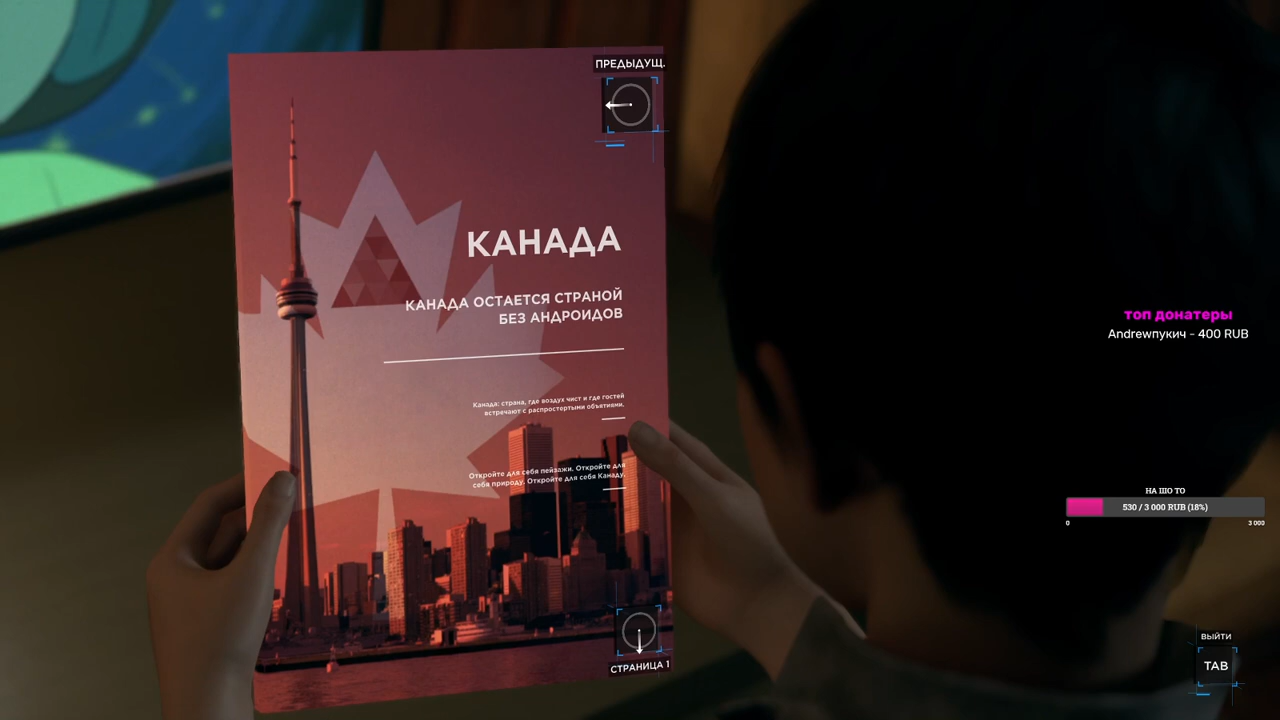 ПРЕДЫДУЩ.
КАНАДА
КАНАДА ОСТАЕТСЯ СТРАНОЙ
БЕЗ АНДРОИДОВ
Канада: страна, где воздух чист и где гостей
встречают с распростертыми объятиями.
Откройте для себя пейзажи. Откройте для
себя природу. Откройте для себя Канаду.
СТРАНИЦА 1
топ донатеры
Andrewпукич - 400 RUB
НА ШО ТО
530 / 3 000 RUB (18%)
0 3 000
ВЫЙТИ
TAB